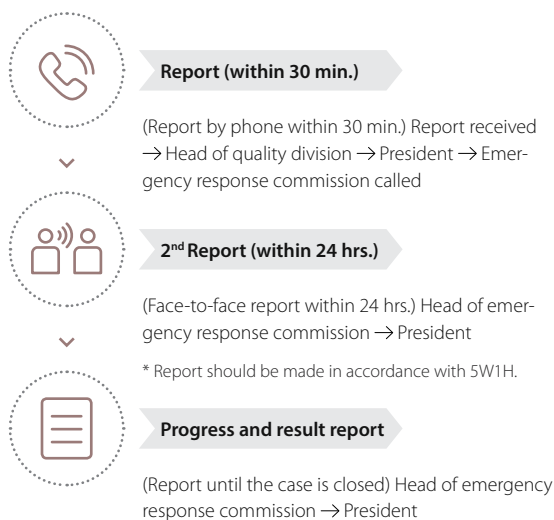 Report (within 30 min.)
(Report by phone within 30 min.) Report received
→ Head of quality division → President → Emer-
gency response commission called
2nd Report (within 24 hrs.)
(Face-to-face report within 24 hrs.) Head of emer-
gency response commission → President
* Report should be made in accordance with 5W1H.
Progress and result report
(Report until the case is closed) Head of emergency
response commission → President